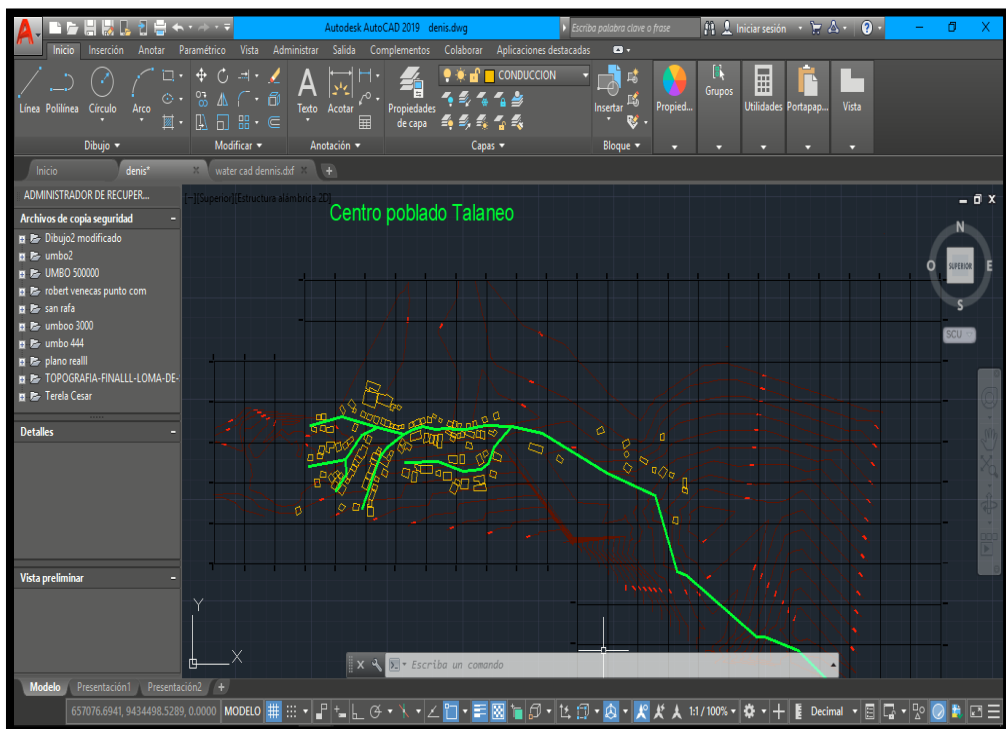 Autodesk AutoCAD 2019 denis.dwg
Escriba palabra clave o frase
Iniciar sesión
Inicio Inserción Anotar Paramétrico Vista Administrar Salida Complementos Colaborar Aplicaciones destacadas
Línea Polilínea Círculo Arco
Texto Acotar
Propiedades de capa
CONDUCCION
Insertar
Propied...
Grupos
Utilidades
Portapap...
Vista
Dibujo Modificar Anotación Capas Bloque
Inicio denis* water cad dennis.dxf
ADMINISTRADOR DE RECUPER...
Archivos de copia seguridad
Dibujo2 modificado
umbo2
UMBO 500000
robert venecas punto com
san rafa
umboo 3000
umbo 444
plano realll
TOPOGRAFIA-FINALLL-LOMA-DE-
Terela Cesar
Detalles
Vista preliminar
[−][Superior][Estructura alámbrica 2D]
Centro poblado Talaneo
N
O SUPERIOR E
S
SCU
Y
X
Escriba un comando
Modelo Presentación1 Presentación2
657076.6941, 9434498.5289, 0.0000 MODELO 1:1 / 100% Decimal